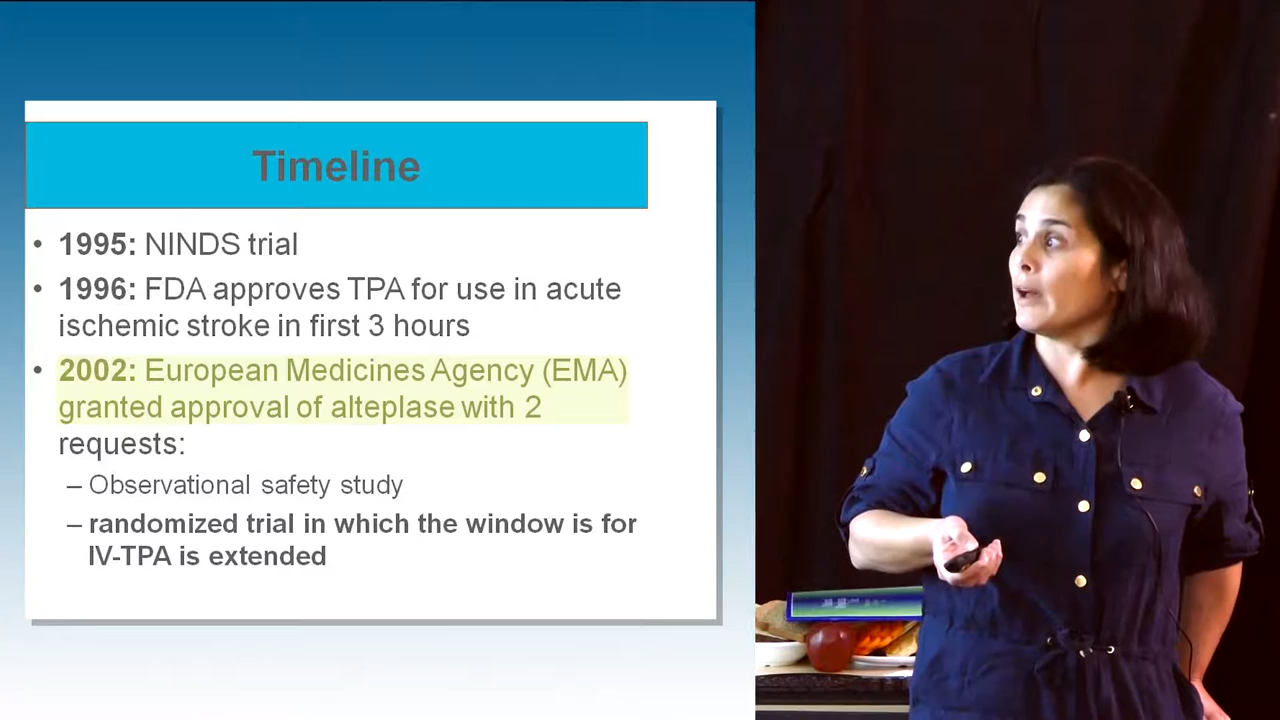 Timeline
• 1995: NINDS trial
• 1996: FDA approves TPA for use in acute
ischemic stroke in first 3 hours
• 2002: European Medicines Agency (EMA)
granted approval of alteplase with 2
requests:
– Observational safety study
– randomized trial in which the window is for
IV-TPA is extended